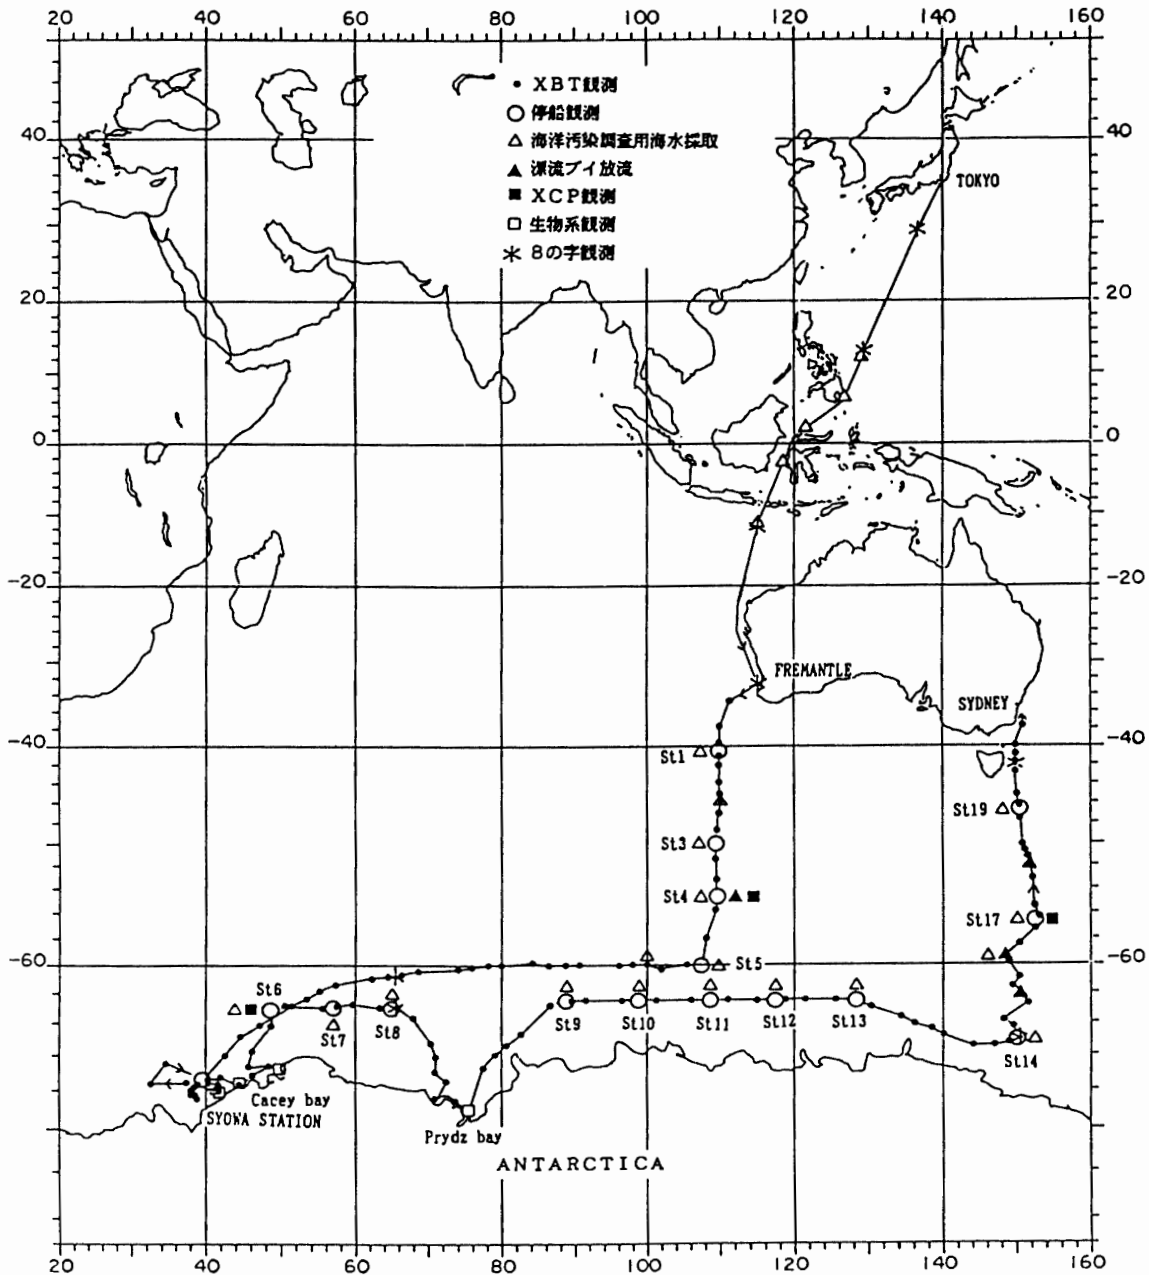 20 40 60 80 100 120 140 160
• XBT観測
○ 停船観測
△ 海洋汚染調査用海水採取
▲ 漂流ブイ放流
■ XCP観測
□ 生物系観測
＊ 8の字観測
40 40
TOKYO
20 20
0 0
-20 -20
FREMANTLE
SYDNEY
-40 -40
St1
St19
St3
St4
St17
-60 -60
St5
St6
St7 St8 St9 St10 St11 St12 St13
St14
Cacey bay
SYOWA STATION
Prydz bay
ANTARCTICA
20 40 60 80 100 120 140 160